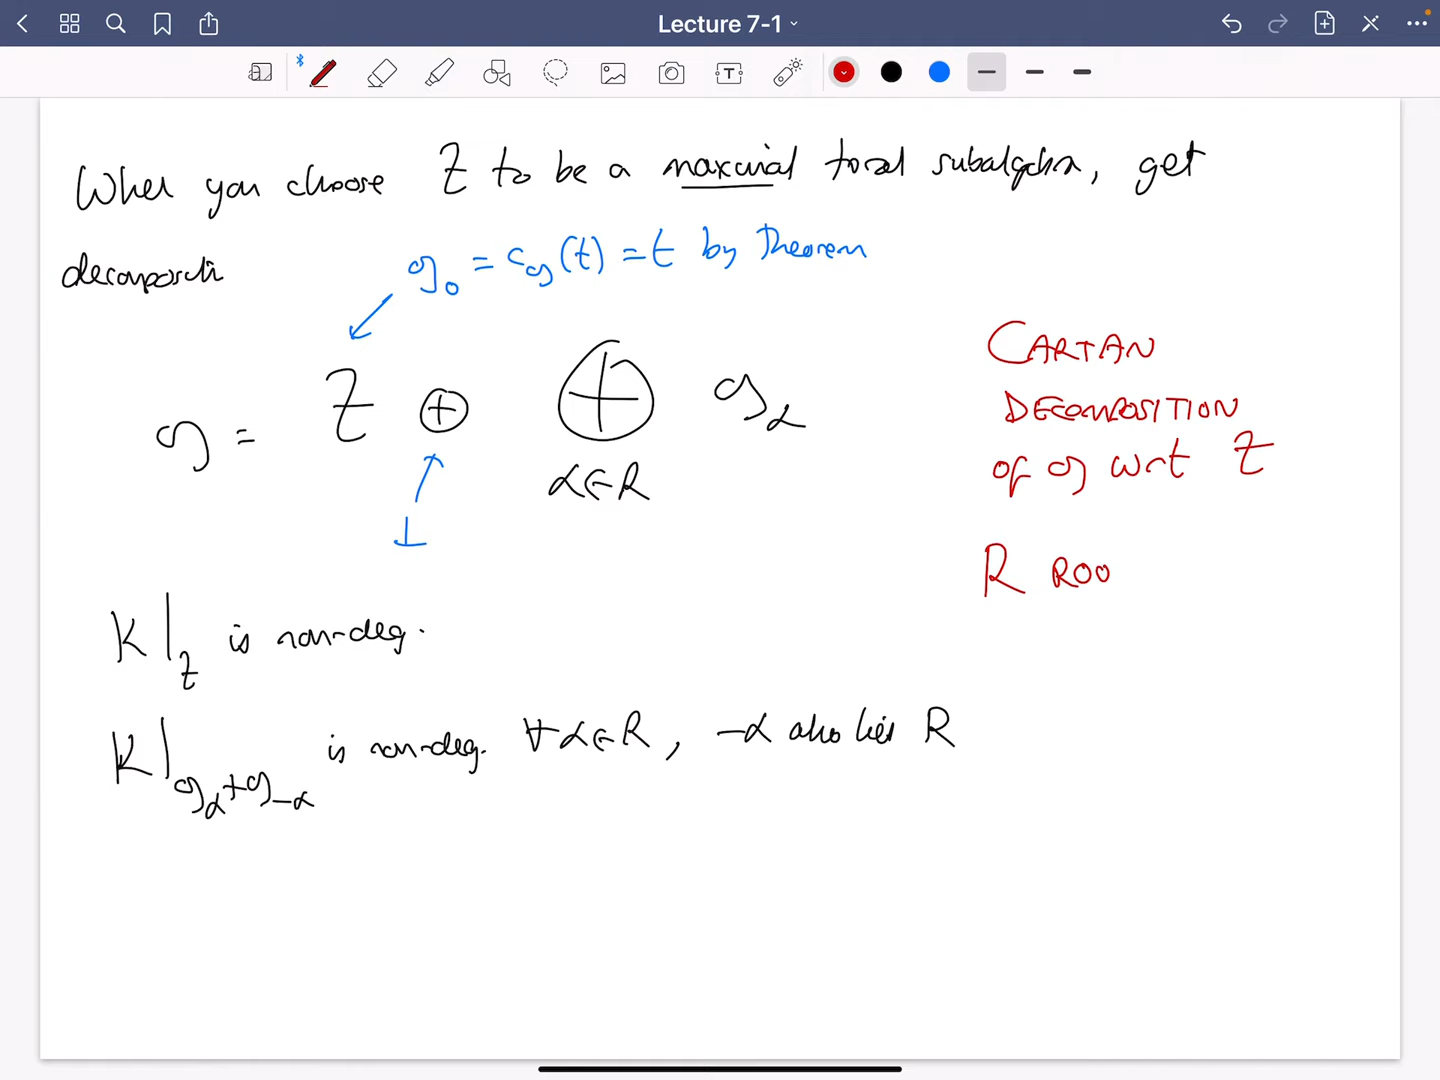 Lecture 7-1
When you choose t to be a maximal toral subalgebra, get
decomposition
g₀ = c_g(t) = t by Theorem
g = t ⊕ ⊕ g_α
α∈R
⊥
CARTAN
DECOMPOSITION
of g wrt t
R ROO
K|_t is non-deg.
K|_{g_α+g_-α} is non-deg. ∀α∈R, -α also lies R